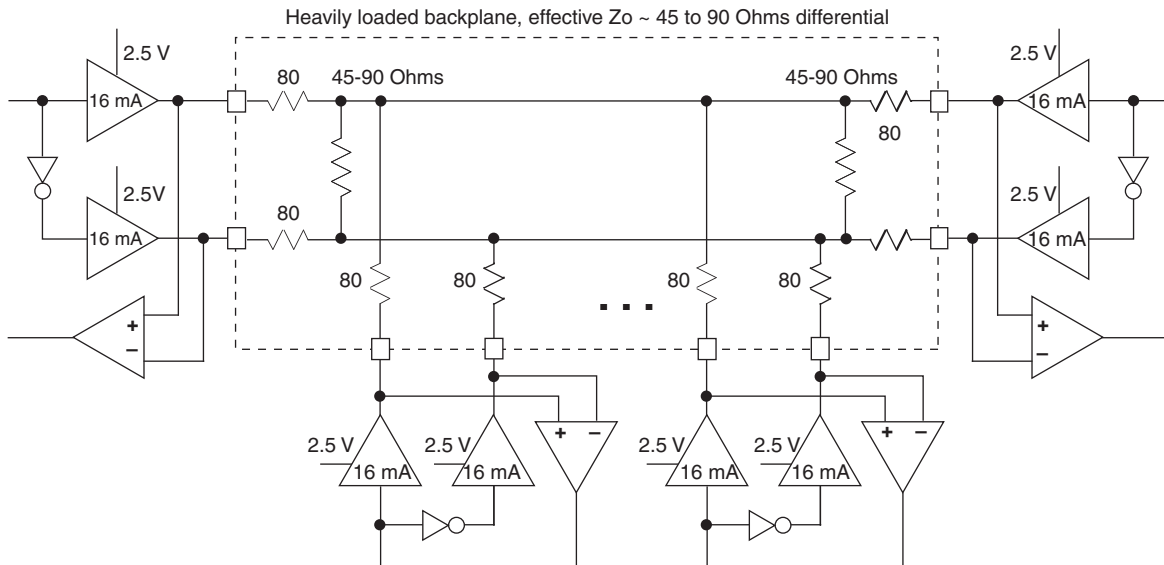 Heavily loaded backplane, effective Zo ~ 45 to 90 Ohms differential
2.5 V
2.5 V
80
45-90 Ohms
45-90 Ohms
16 mA
16 mA
80
2.5V
80
2.5 V
16 mA
16 mA
80
80
80
80
+
-
+
-
. . .
2.5 V
2.5 V
+
-
2.5 V
2.5 V
+
-
16 mA
16 mA
16 mA
16 mA